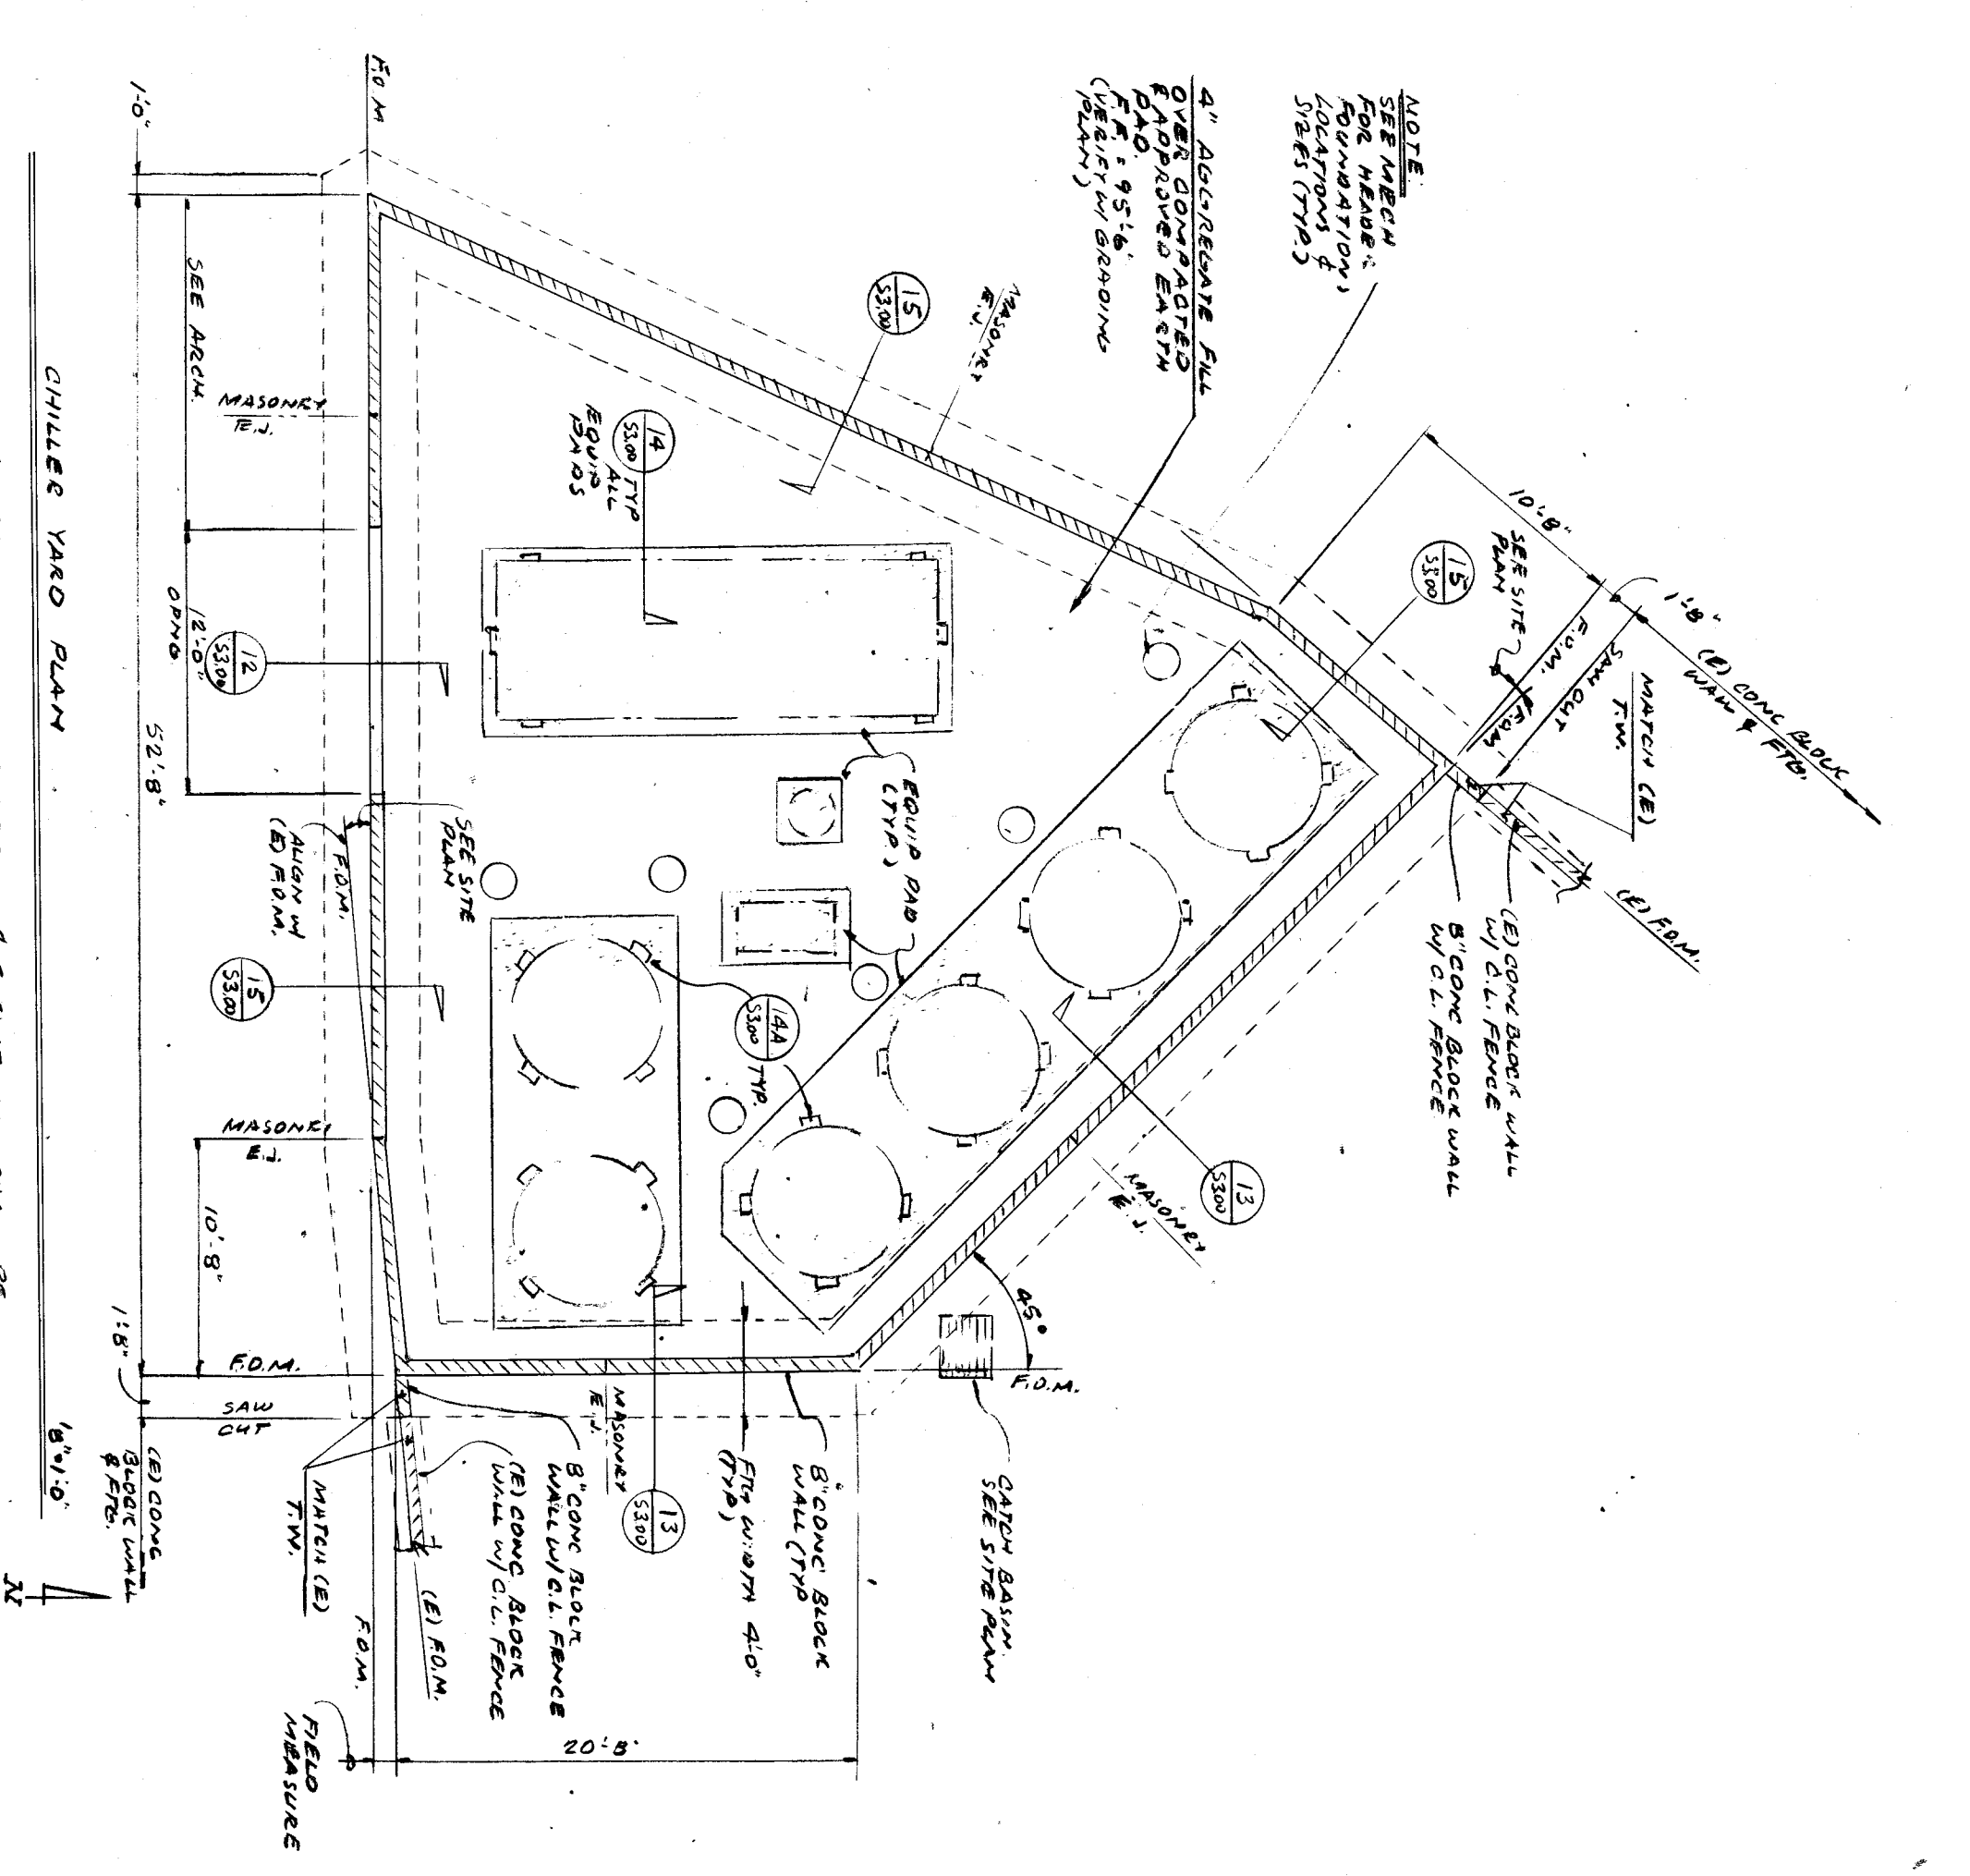 NOTE:
SEE MECH
FOR HEADER
FOUNDATION,
LOCATIONS &
SIZES (TYP.)
4" AGGREGATE FILL
OVER COMPACTED
& APPROVED EARTH
PAD.
F.F. = 95'-6"
(VERIFY W/ GRADING
PLAN)
MASONRY
E.J.
15
S3.00
14
S3.00
TYP
ALL
EQUIP
PADS
10'-8"
SEE SITE
PLAN
15
S3.00
1'-8"
(E) CONC BLOCK
WALL & FTG.
F.O.M.
SAW CUT
MATCH (E)
T.W.
(E) F.O.M.
(E) CONC BLOCK WALL
W/ C.L. FENCE
8" CONC BLOCK WALL
W/ C.L. FENCE
F.O.M
1'-0"
SEE ARCH.
MASONRY
E.J.
12'-0"
OPNG
12
S3.00
52'-8"
SEE SITE
PLAN
F.O.M.
ALIGN W/
(E) F.O.M.
15
S3.00
EQUIP PAD
(TYP.)
14A
S3.00
TYP.
13
S3.00
MASONRY
E.J.
45°
F.O.M.
MASONRY
E.J.
10'-8"
F.O.M.
SAW
CUT
1'-8"
(E) CONC
BLOCK WALL
& FTG.
MATCH (E)
T.W.
MASONRY
E.J.
13
S3.00
CATCH BASIN
SEE SITE PLAN
8" CONC BLOCK
WALL (TYP
FTG WIDTH 4'-0"
(TYP)
8" CONC BLOCK
WALL W/ C.L. FENCE
(E) CONC BLOCK
WALL W/ C.L. FENCE
(E) F.O.M.
F.O.M.
20'-8"
FIELD
MEASURE
CHILLER YARD PLAN
1/8"=1'-0"
N